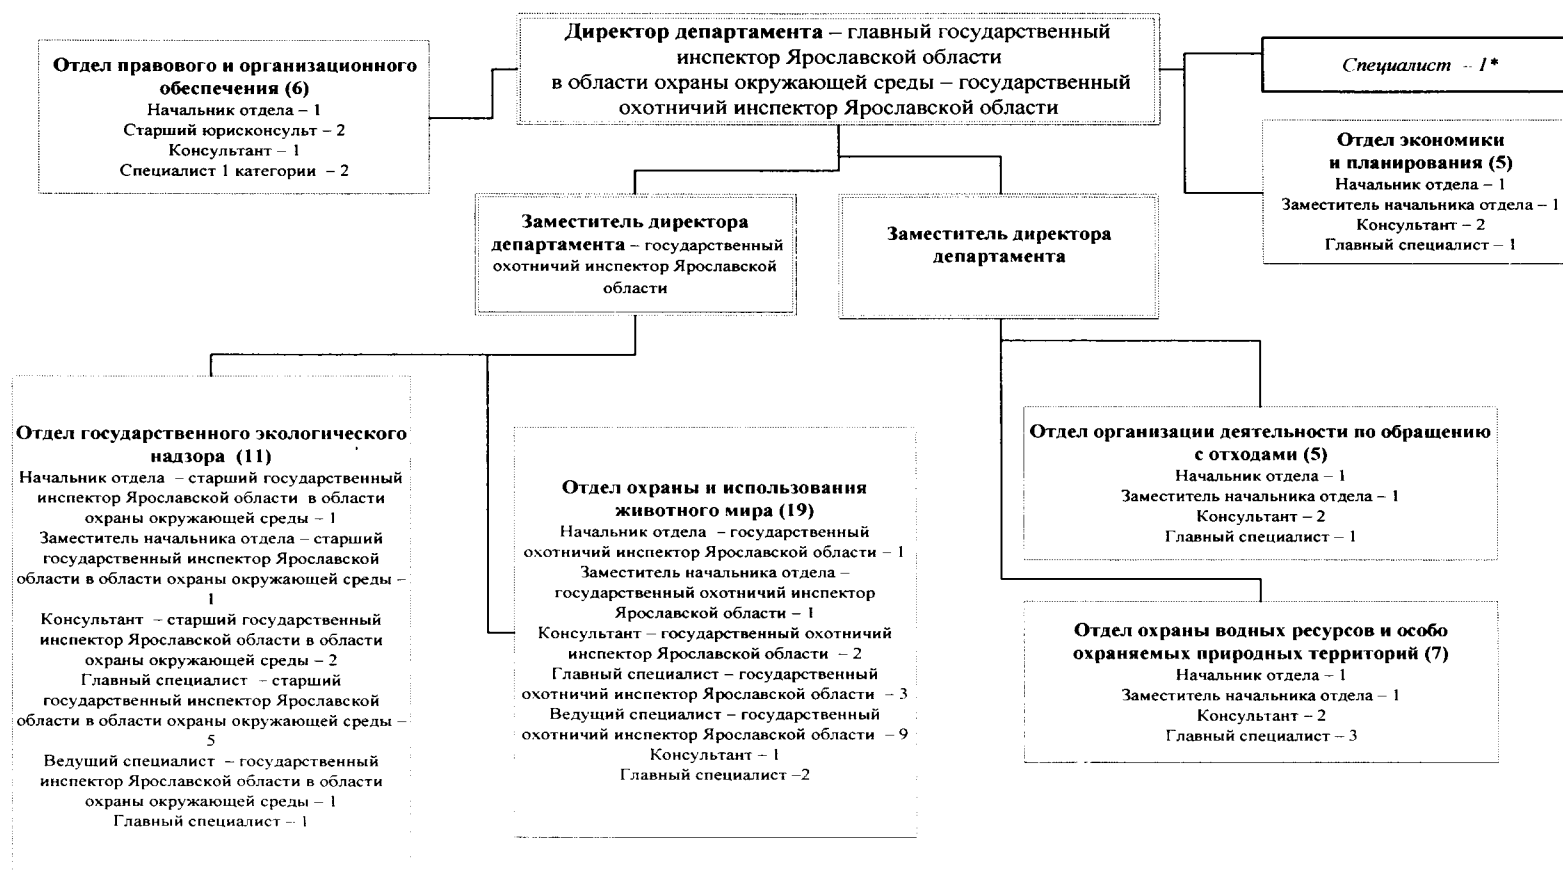 Директор департамента – главный государственный
инспектор Ярославской области
в области охраны окружающей среды – государственный
охотничий инспектор Ярославской области
Отдел правового и организационного
обеспечения (6)
Начальник отдела – 1
Старший юрисконсульт – 2
Консультант – 1
Специалист 1 категории – 2
Специалист – 1*
Отдел экономики
и планирования (5)
Начальник отдела – 1
Заместитель начальника отдела – 1
Консультант – 2
Главный специалист – 1
Заместитель директора
департамента – государственный
охотничий инспектор Ярославской
области
Заместитель директора
департамента
Отдел государственного экологического
надзора (11)
Начальник отдела – старший государственный
инспектор Ярославской области в области
охраны окружающей среды – 1
Заместитель начальника отдела – старший
государственный инспектор Ярославской
области в области охраны окружающей среды –
1
Консультант – старший государственный
инспектор Ярославской области в области
охраны окружающей среды – 2
Главный специалист – старший
государственный инспектор Ярославской
области в области охраны окружающей среды –
5
Ведущий специалист – государственный
инспектор Ярославской области в области
охраны окружающей среды – 1
Главный специалист – 1
Отдел охраны и использования
животного мира (19)
Начальник отдела – государственный
охотничий инспектор Ярославской области – 1
Заместитель начальника отдела –
государственный охотничий инспектор
Ярославской области – 1
Консультант – государственный охотничий
инспектор Ярославской области – 2
Главный специалист – государственный
охотничий инспектор Ярославской области – 3
Ведущий специалист – государственный
охотничий инспектор Ярославской области – 9
Консультант – 1
Главный специалист –2
Отдел организации деятельности по обращению
с отходами (5)
Начальник отдела – 1
Заместитель начальника отдела – 1
Консультант – 2
Главный специалист – 1
Отдел охраны водных ресурсов и особо
охраняемых природных территорий (7)
Начальник отдела – 1
Заместитель начальника отдела – 1
Консультант – 2
Главный специалист – 3